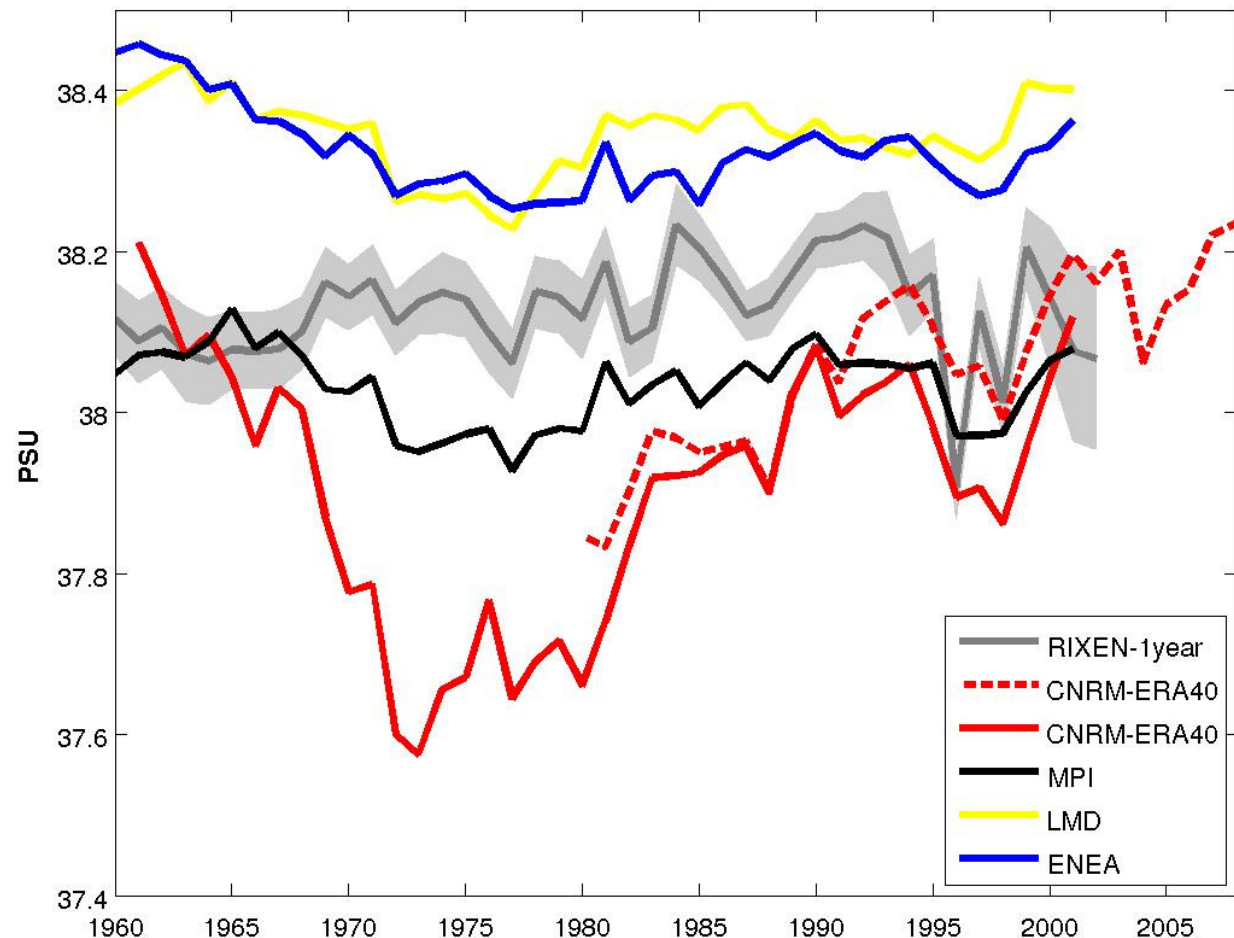 PSU
38.4
38.2
38
37.8
37.6
37.4
1960
1965
1970
1975
1980
1985
1990
1995
2000
2005
RIXEN-1year
CNRM-ERA40
CNRM-ERA40
MPI
LMD
ENEA